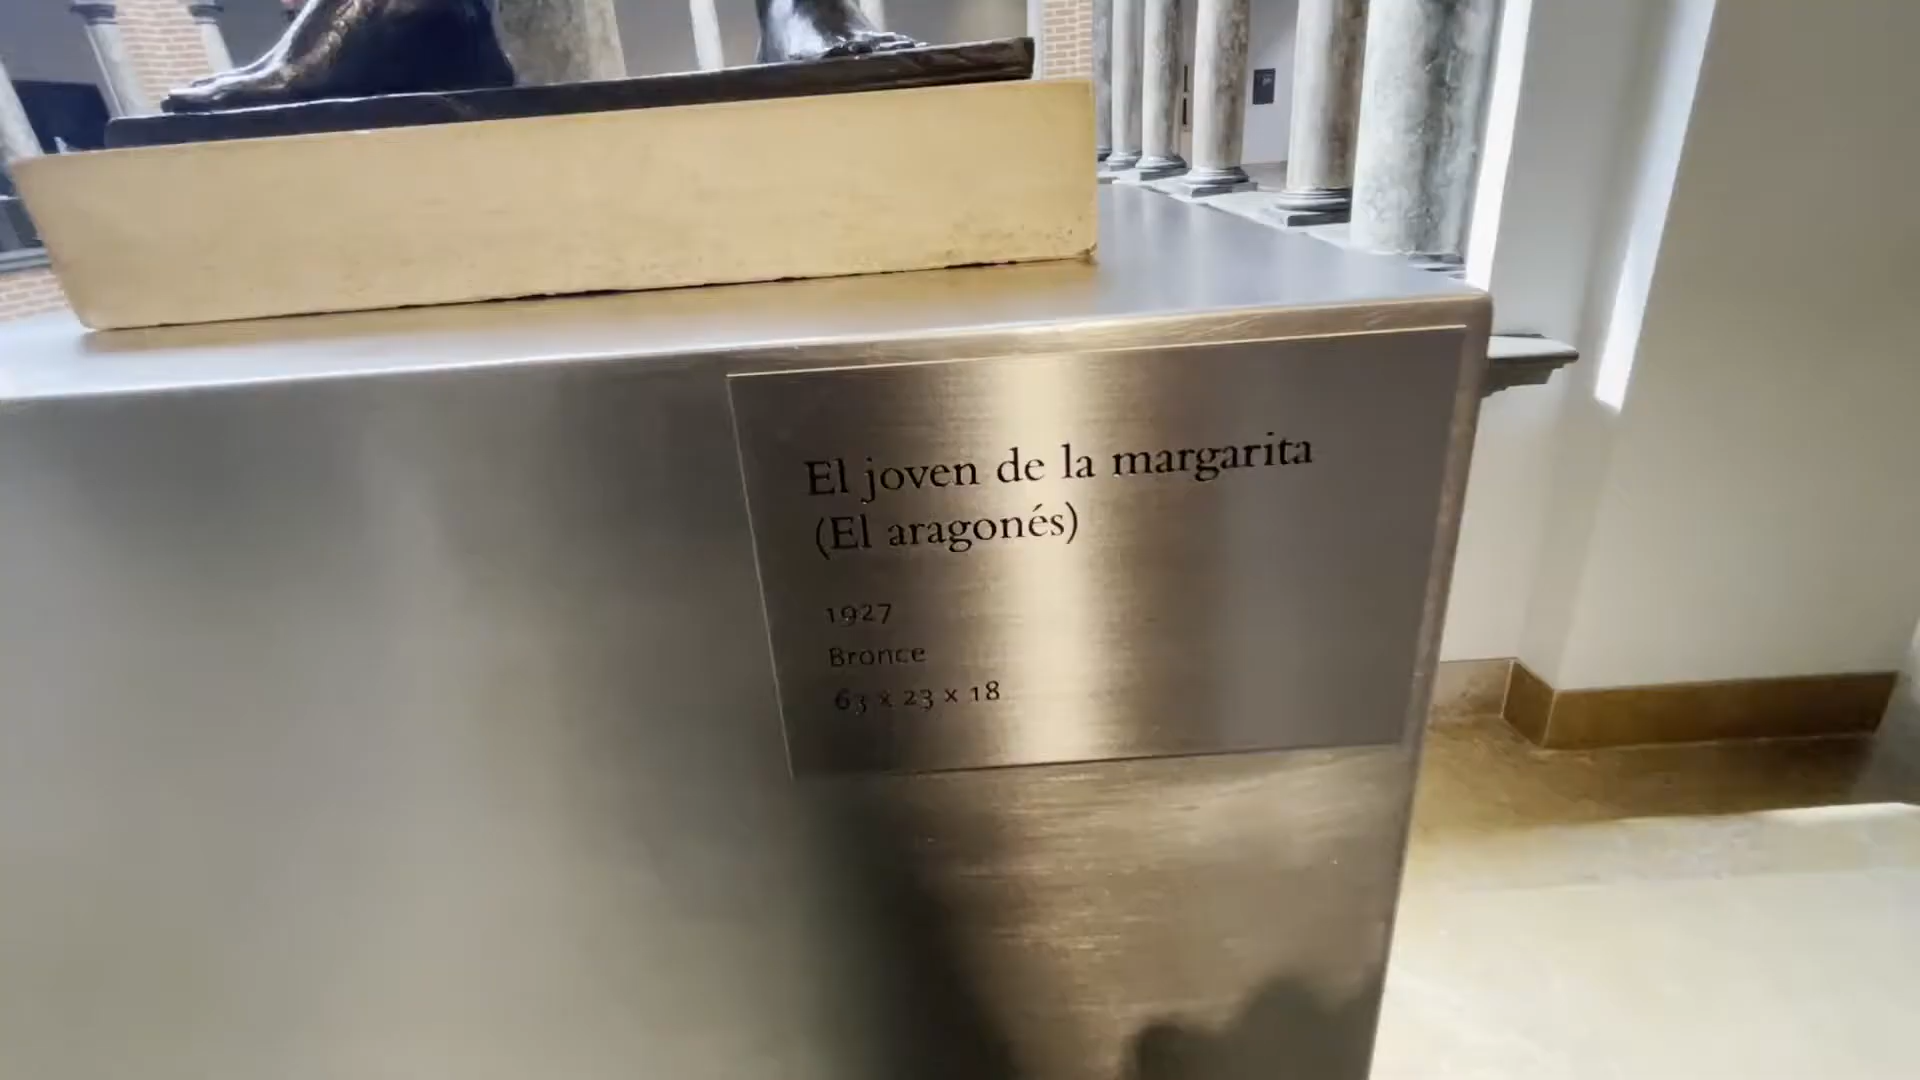 El joven de la margarita
(El aragonés)
1927
Bronce
63 x 23 x 18